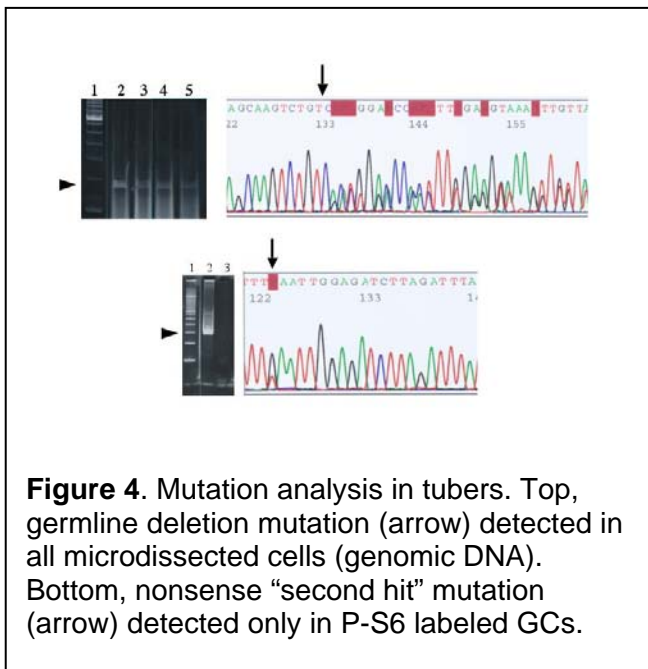 1 2 3 4 5
AGCAAGTCTGTC GGA CG T GA GTAAA TTGTTA
22 133 144 155
1 2 3
TTT AATTGGAGATCTTAGATTTA
122 133 14
Figure 4. Mutation analysis in tubers. Top,
germline deletion mutation (arrow) detected in
all microdissected cells (genomic DNA).
Bottom, nonsense “second hit” mutation
(arrow) detected only in P-S6 labeled GCs.